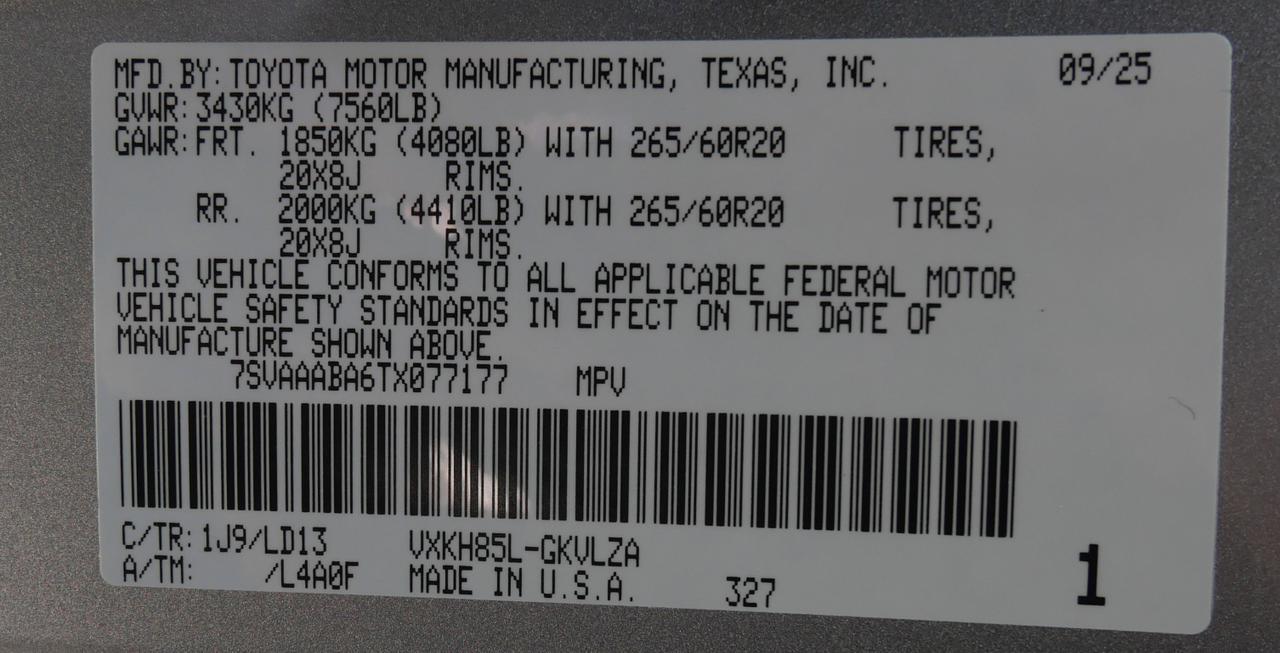 MFD.BY:TOYOTA MOTOR MANUFACTURING, TEXAS, INC. 09/25
GVWR:3430KG (7560LB)
GAWR:FRT. 1850KG (4080LB) WITH 265/60R20 TIRES,
20X8J RIMS.
RR. 2000KG (4410LB) WITH 265/60R20 TIRES,
20X8J RIMS.
THIS VEHICLE CONFORMS TO ALL APPLICABLE FEDERAL MOTOR
VEHICLE SAFETY STANDARDS IN EFFECT ON THE DATE OF
MANUFACTURE SHOWN ABOVE.
7SVAAABA6TX077177 MPV
C/TR:1J9/LD13 VXKH85L-GKVLZA
A/TM: /L4A0F MADE IN U.S.A. 327 1